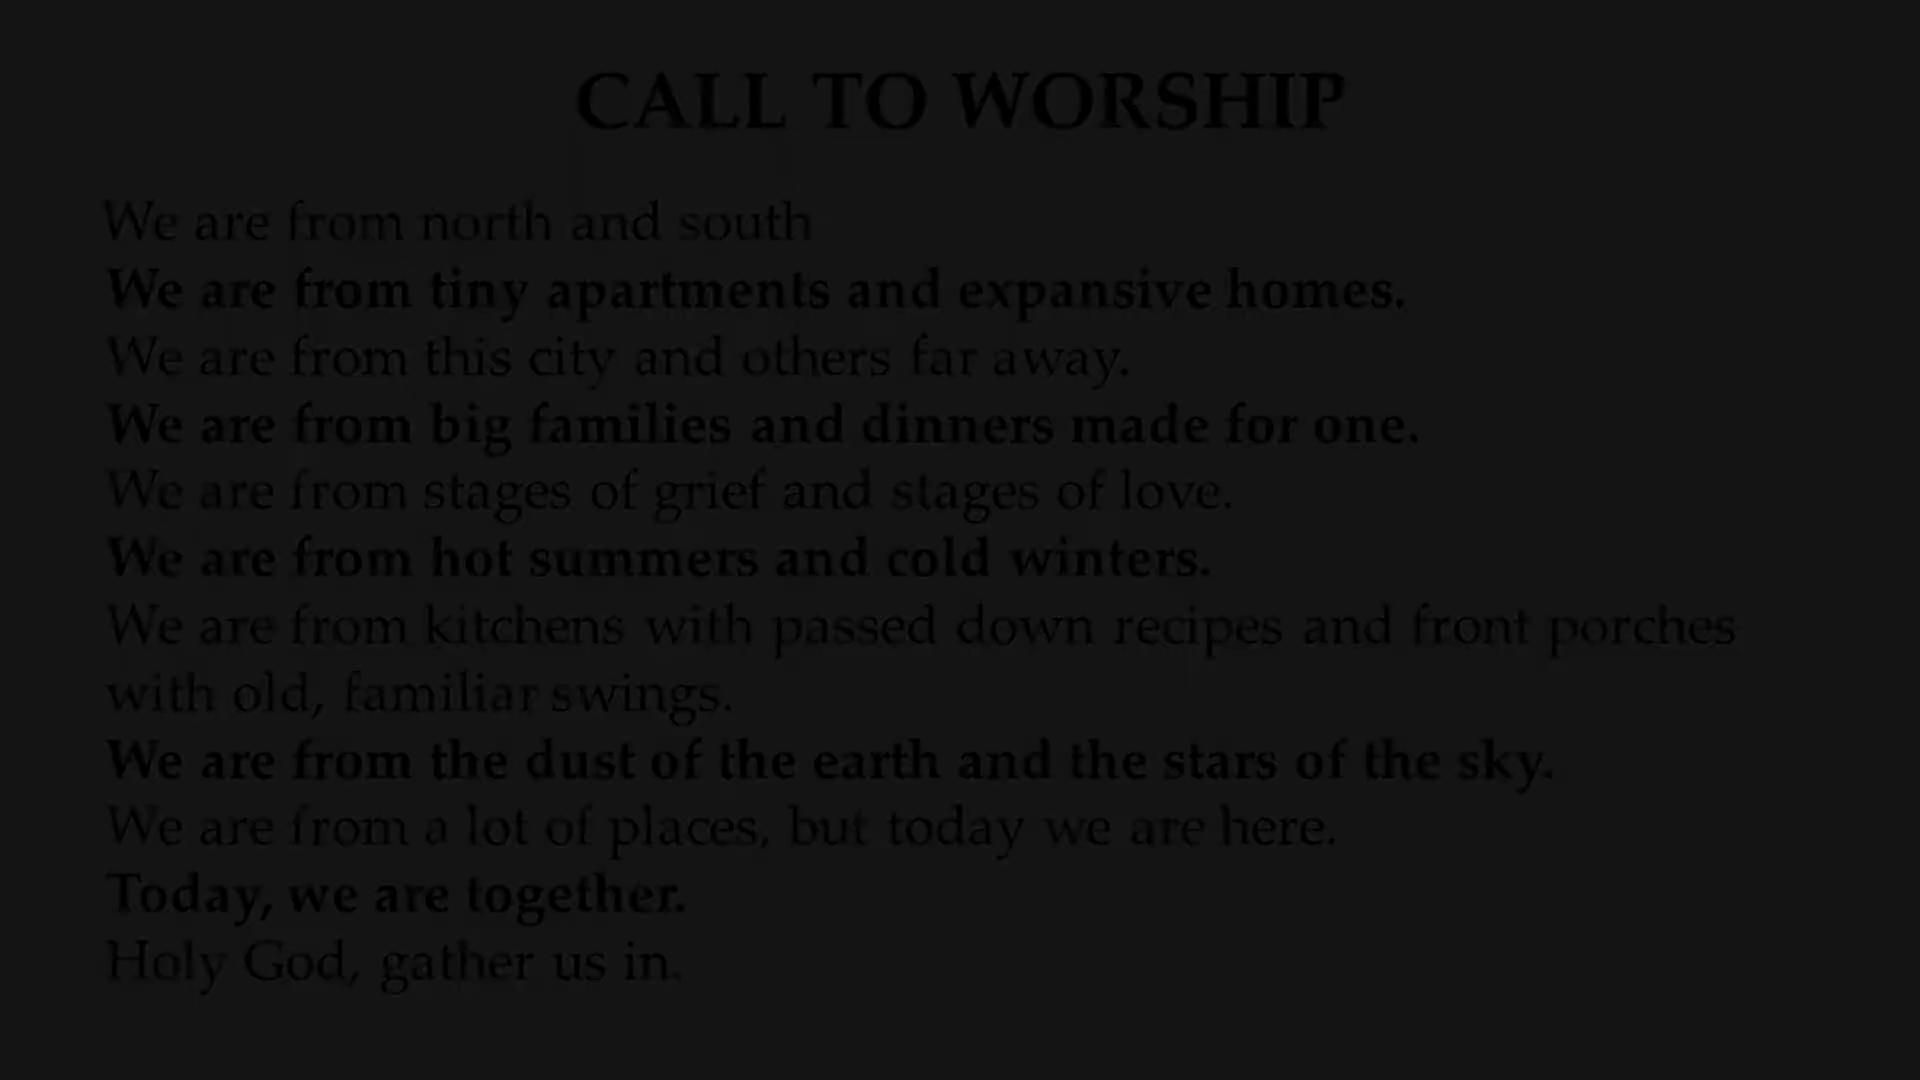 CALL TO WORSHIP
We are from north and south
We are from tiny apartments and expansive homes.
We are from this city and others far away.
We are from big families and dinners made for one.
We are from stages of grief and stages of love.
We are from hot summers and cold winters.
We are from kitchens with passed down recipes and front porches
with old, familiar swings.
We are from the dust of the earth and the stars of the sky.
We are from a lot of places, but today we are here.
Today, we are together.
Holy God, gather us in.